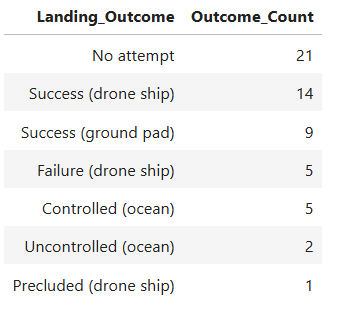 Landing_Outcome Outcome_Count
No attempt 21
Success (drone ship) 14
Success (ground pad) 9
Failure (drone ship) 5
Controlled (ocean) 5
Uncontrolled (ocean) 2
Precluded (drone ship) 1